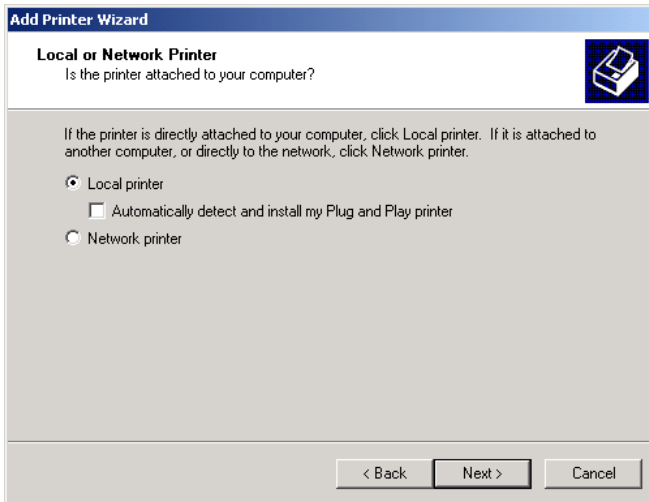 Add Printer Wizard
Local or Network Printer
Is the printer attached to your computer?
If the printer is directly attached to your computer, click Local printer.  If it is attached to
another computer, or directly to the network, click Network printer.
Local printer
Automatically detect and install my Plug and Play printer
Network printer
< Back
Next >
Cancel